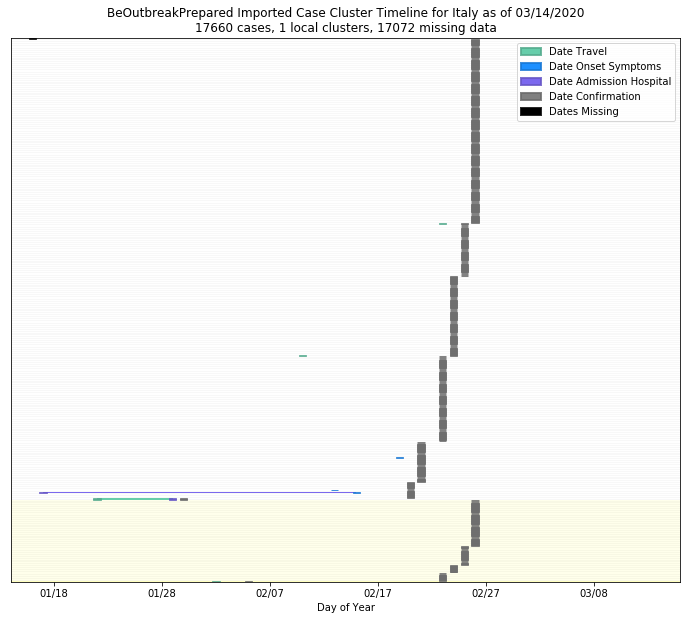 BeOutbreakPrepared Imported Case Cluster Timeline for Italy as of 03/14/2020
17660 cases, 1 local clusters, 17072 missing data
Date Travel
Date Onset Symptoms
Date Admission Hospital
Date Confirmation
Dates Missing
01/18 01/28 02/07 02/17 02/27 03/08
Day of Year